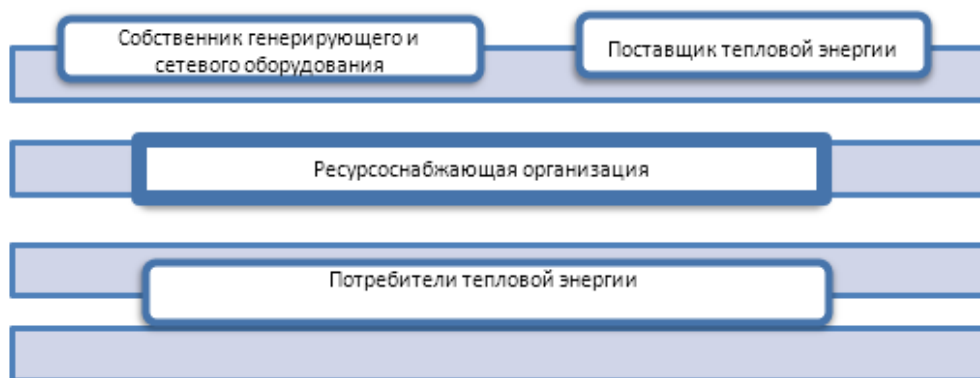 Собственник генерирующего и
сетевого оборудования
Поставщик тепловой энергии
Ресурсоснабжающая организация
Потребители тепловой энергии